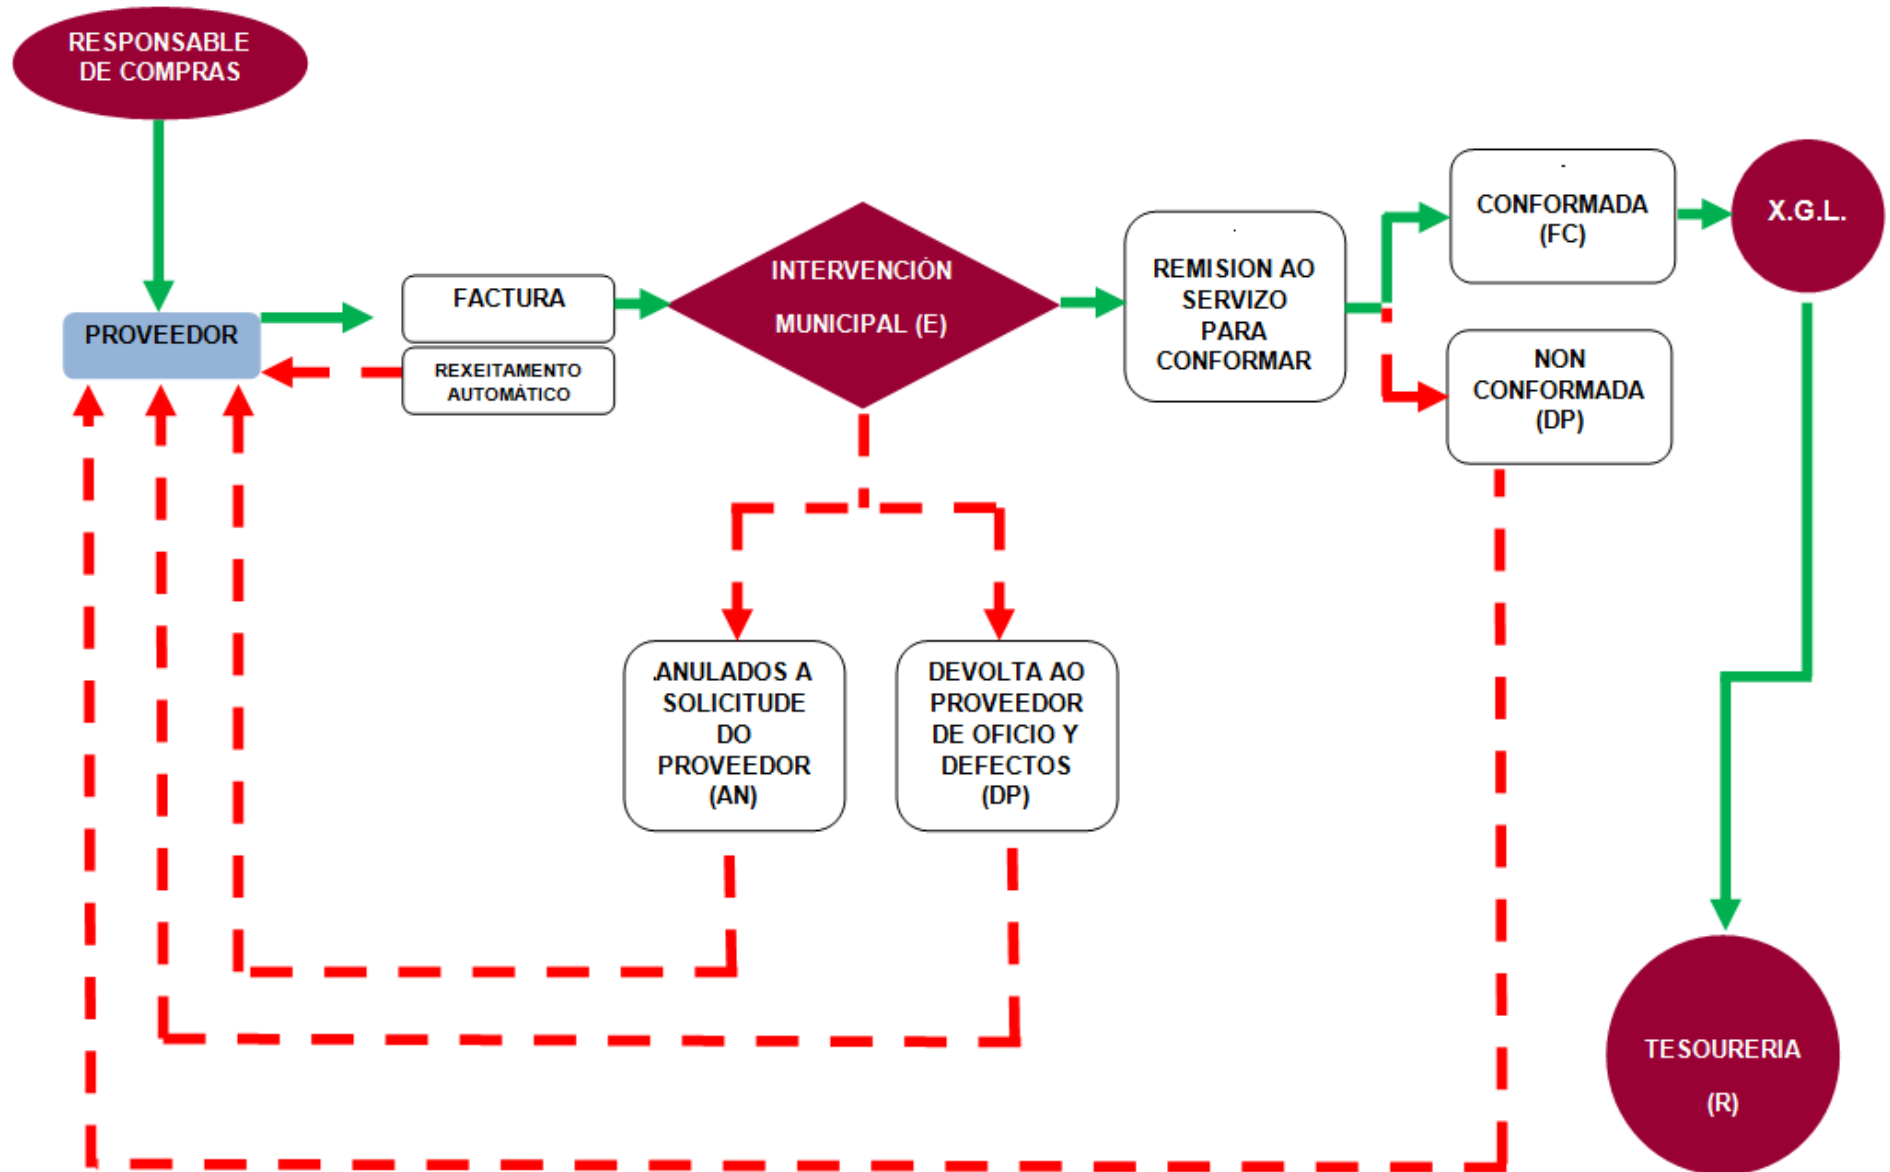 RESPONSABLE
DE COMPRAS
PROVEEDOR
FACTURA
REXEITAMENTO
AUTOMÁTICO
INTERVENCIÓN
MUNICIPAL (E)
.
REMISION AO
SERVIZO
PARA
CONFORMAR
.
CONFORMADA
(FC)
X.G.L.
NON
CONFORMADA
(DP)
.ANULADOS A
SOLICITUDE
DO
PROVEEDOR
(AN)
DEVOLTA AO
PROVEEDOR
DE OFICIO Y
DEFECTOS
(DP)
TESOURERIA
(R)